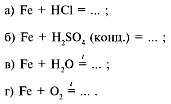 а) Fe + HCl = ... ;
б) Fe + H₂SO₄ (конц.) = ... ;
в) Fe + H₂O =ᵗ ... ;
г) Fe + O₂ =ᵗ ... .